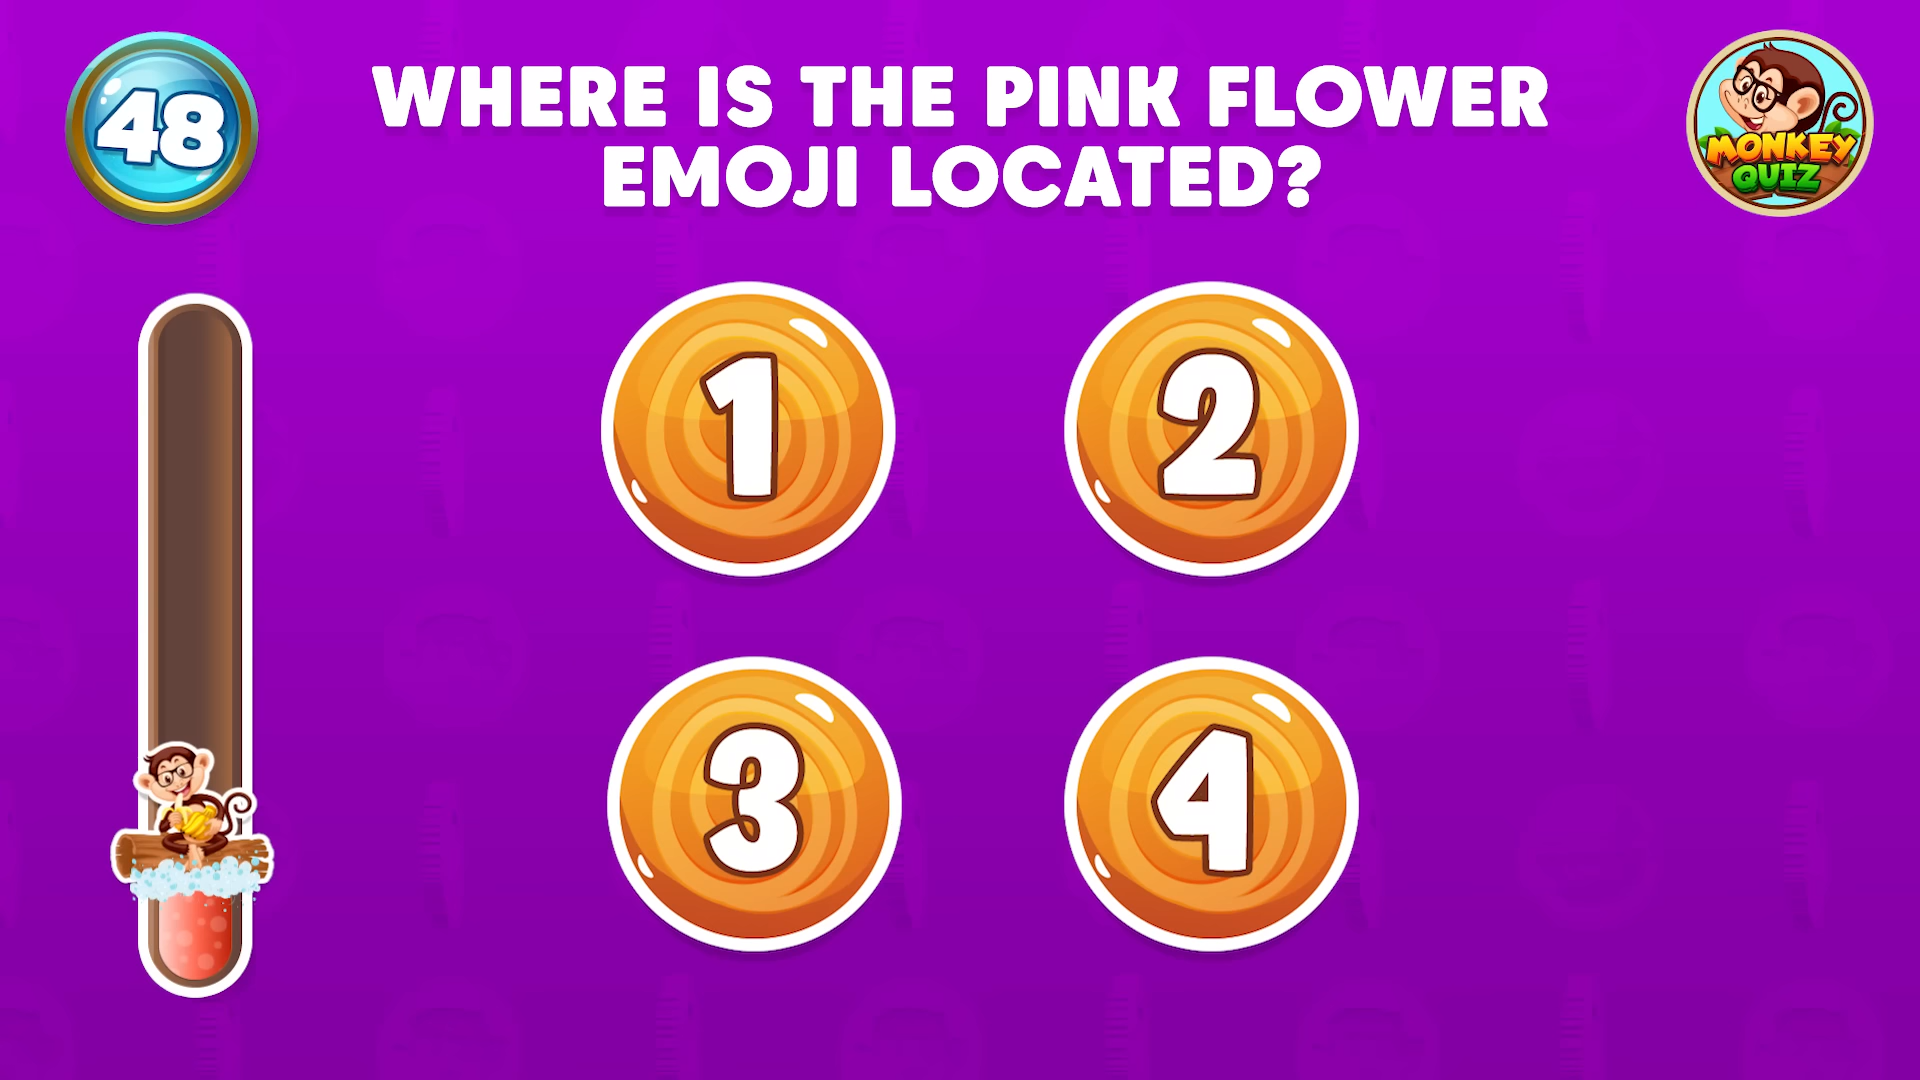 48
WHERE IS THE PINK FLOWER
EMOJI LOCATED?
MONKEY
QUIZ
1
2
3
4